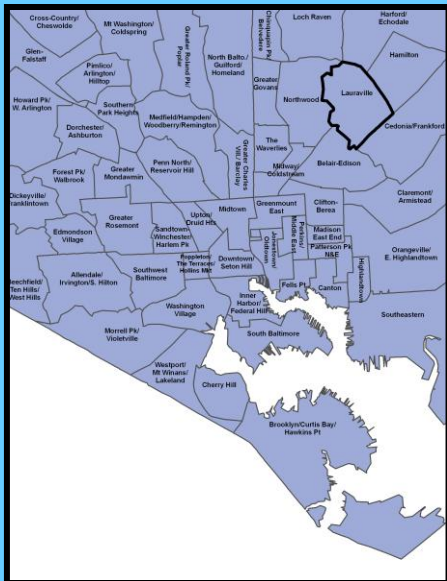 Cross-Country/
Cheswolde
Mt Washington/
Coldspring
Greater Roland Pk/
Poplar
North Balto./
Guilford/
Homeland
Chinquapin Pk/
Belvedere
Loch Raven
Harford/
Echodale
Glen-
Falstaff
Pimlico/
Arlington/
Hilltop
Hamilton
Howard Pk/
W. Arlington
Southern
Park Heights
Medfield/Hampden/
Woodberry/Remington
Greater
Govans
Northwood
Lauraville
Dorchester/
Ashburton
Cedonia/Frankford
The
Waverlies
Greater Charles
Vill./ Barclay
Penn North/
Reservoir Hill
Midway/
Coldstream
Belair-Edison
Forest Pk/
Walbrook
Greater
Mondawmin
Dickeyville/
Franklintown
Claremont/
Armistead
Greater
Rosemont
Upton/
Druid Hts
Midtown
Greenmount
East
Clifton-
Berea
Edmondson
Village
Sandtown-
Winchester/
Harlem Pk
Jonestown/
Oldtown
Perkins/
Middle East
Madison
East End
Patterson Pk
N&E
Orangeville/
E. Highlandtown
Beechfield/
Ten Hills/
West Hills
Allendale/
Irvington/S. Hilton
Southwest
Baltimore
Poppleton/
The Terraces/
Hollins Mkt
Downtown/
Seton Hill
Highlandtown
Fells Pt
Canton
Washington
Village
Inner
Harbor/
Federal Hill
Southeastern
Morrell Pk/
Violetville
South Baltimore
Westport/
Mt Winans/
Lakeland
Cherry Hill
Brooklyn/Curtis Bay/
Hawkins Pt